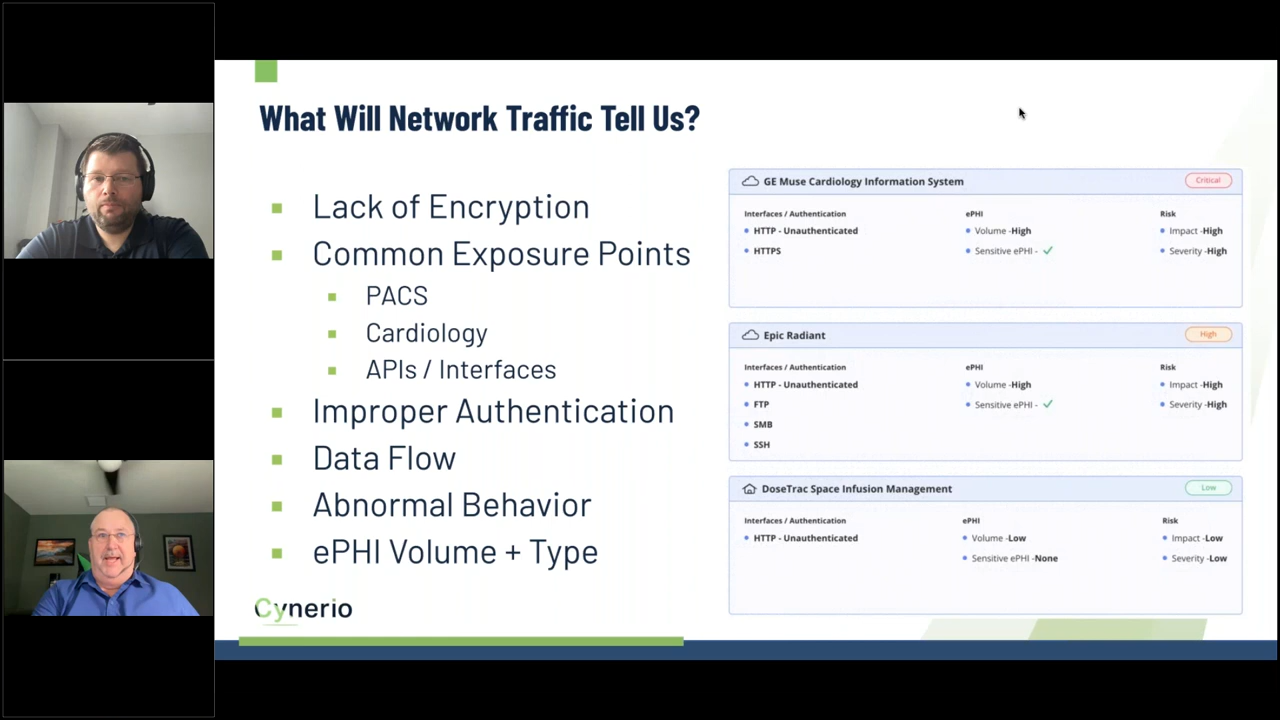 What Will Network Traffic Tell Us?
Lack of Encryption
Common Exposure Points
PACS
Cardiology
APIs / Interfaces
Improper Authentication
Data Flow
Abnormal Behavior
ePHI Volume + Type
Cynerio
GE Muse Cardiology Information System
Critical
Interfaces / Authentication
ePHI
Risk
HTTP - Unauthenticated
Volume -High
Impact -High
HTTPS
Sensitive ePHI - ✓
Severity -High
Epic Radiant
High
Interfaces / Authentication
ePHI
Risk
HTTP - Unauthenticated
Volume -High
Impact -High
FTP
Sensitive ePHI - ✓
Severity -High
SMB
SSH
DoseTrac Space Infusion Management
Low
Interfaces / Authentication
ePHI
Risk
HTTP - Unauthenticated
Volume -Low
Impact -Low
Sensitive ePHI -None
Severity -Low